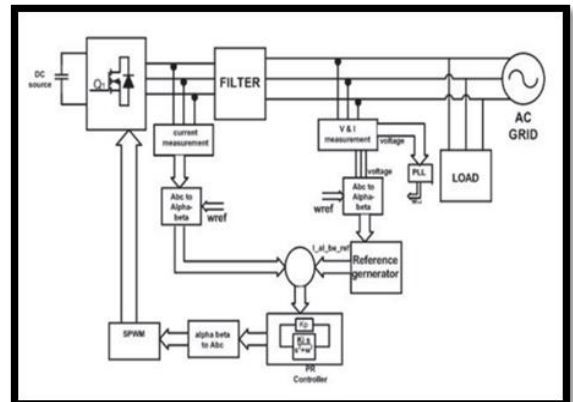 DC
source
Q1
FILTER
AC
GRID
current
measurement
V & I
measurement
voltage
PLL
LOAD
voltage
Abc to
Alpha-
beta
wref
Abc to
Alpha-
beta
wref
I_al_be_ref
Reference
gernerator
SPWM
alpha beta
to Abc
Kp
PR
Controller